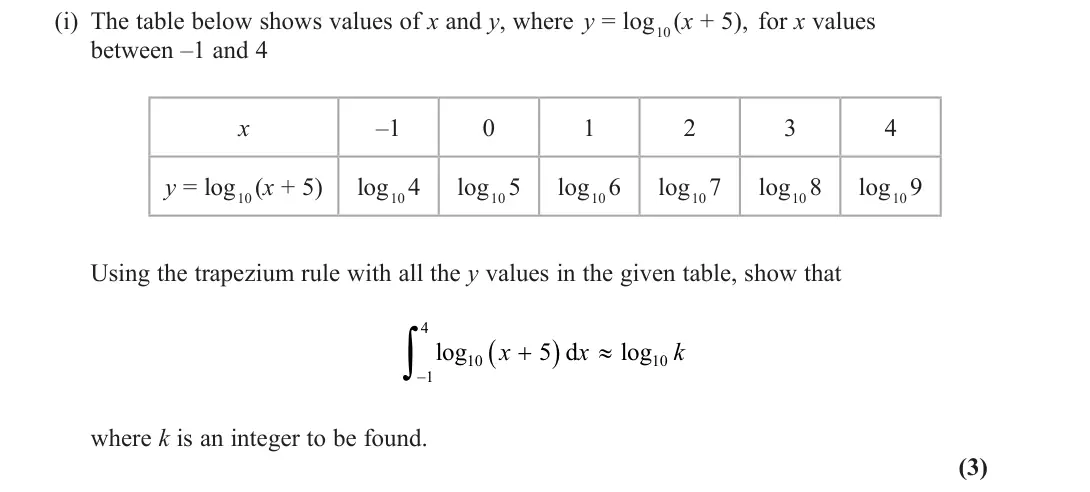 (i) The table below shows values of x and y, where y = log₁₀(x + 5), for x values
between –1 and 4
x –1 0 1 2 3 4
y = log₁₀(x + 5) log₁₀4 log₁₀5 log₁₀6 log₁₀7 log₁₀8 log₁₀9
Using the trapezium rule with all the y values in the given table, show that
∫₋₁⁴ log₁₀(x + 5) dx ≈ log₁₀ k
where k is an integer to be found.
(3)